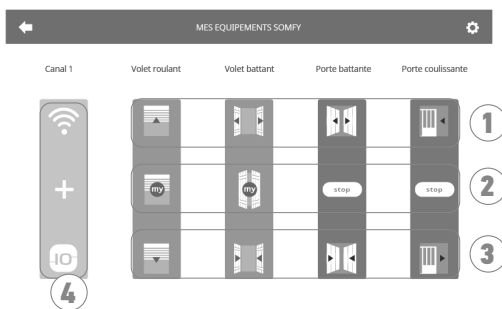 MES EQUIPEMENTS SOMFY
Canal 1 Volet roulant Volet battant Porte battante Porte coulissante
1
my my stop stop 2
IO 3
4